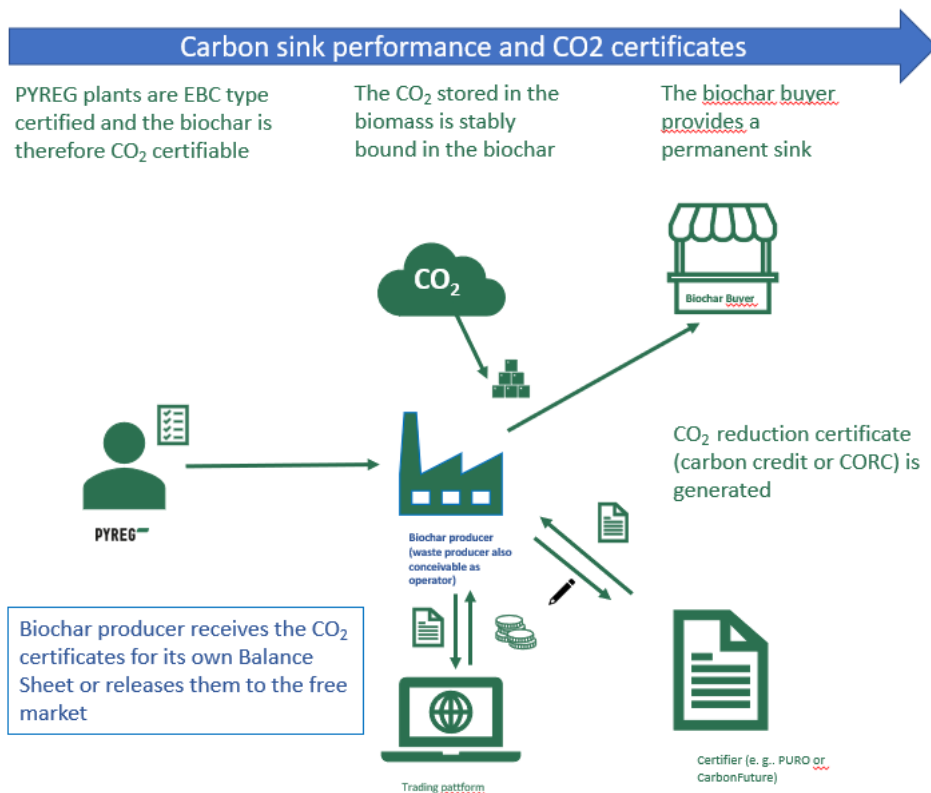 Carbon sink performance and CO2 certificates
PYREG plants are EBC type
certified and the biochar is
therefore CO₂ certifiable
The CO₂ stored in the
biomass is stably
bound in the biochar
The biochar buyer
provides a
permanent sink
CO₂
Biochar Buyer
PYREG
CO₂ reduction certificate
(carbon credit or CORC) is
generated
Biochar producer
(waste producer also
conceivable as
operator)
Biochar producer receives the CO₂
certificates for its own Balance
Sheet or releases them to the free
market
Trading pattform
Certifier (e. g.. PURO or
CarbonFuture)